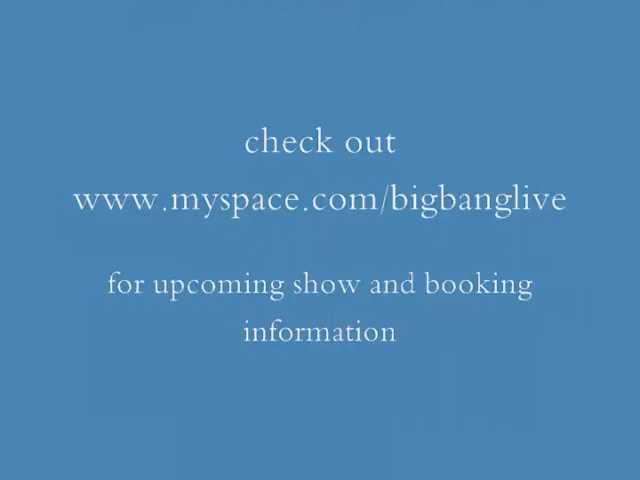 check out
www.myspace.com/bigbanglive
for upcoming show and booking
information